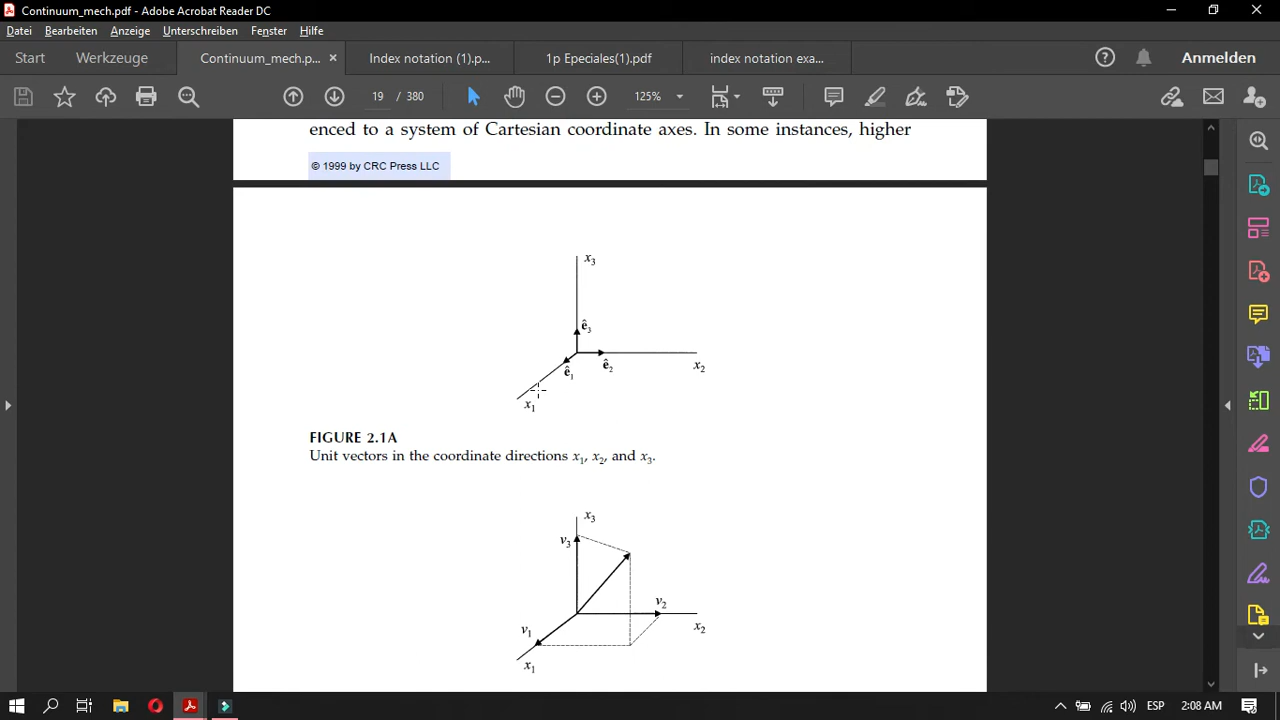 Continuum_mech.pdf - Adobe Acrobat Reader DC
Datei Bearbeiten Anzeige Unterschreiben Fenster Hilfe
Start Werkzeuge Continuum_mech.p... × Index notation (1).p... 1p Epeciales(1).pdf index notation exa... Anmelden
19 / 380 125%
enced to a system of Cartesian coordinate axes. In some instances, higher
© 1999 by CRC Press LLC
x₃
ê₃
ê₁ ê₂ x₂
x₁
FIGURE 2.1A
Unit vectors in the coordinate directions x₁, x₂, and x₃.
x₃
v₃
v₂
v₁ x₂
x₁
ESP 2:08 AM